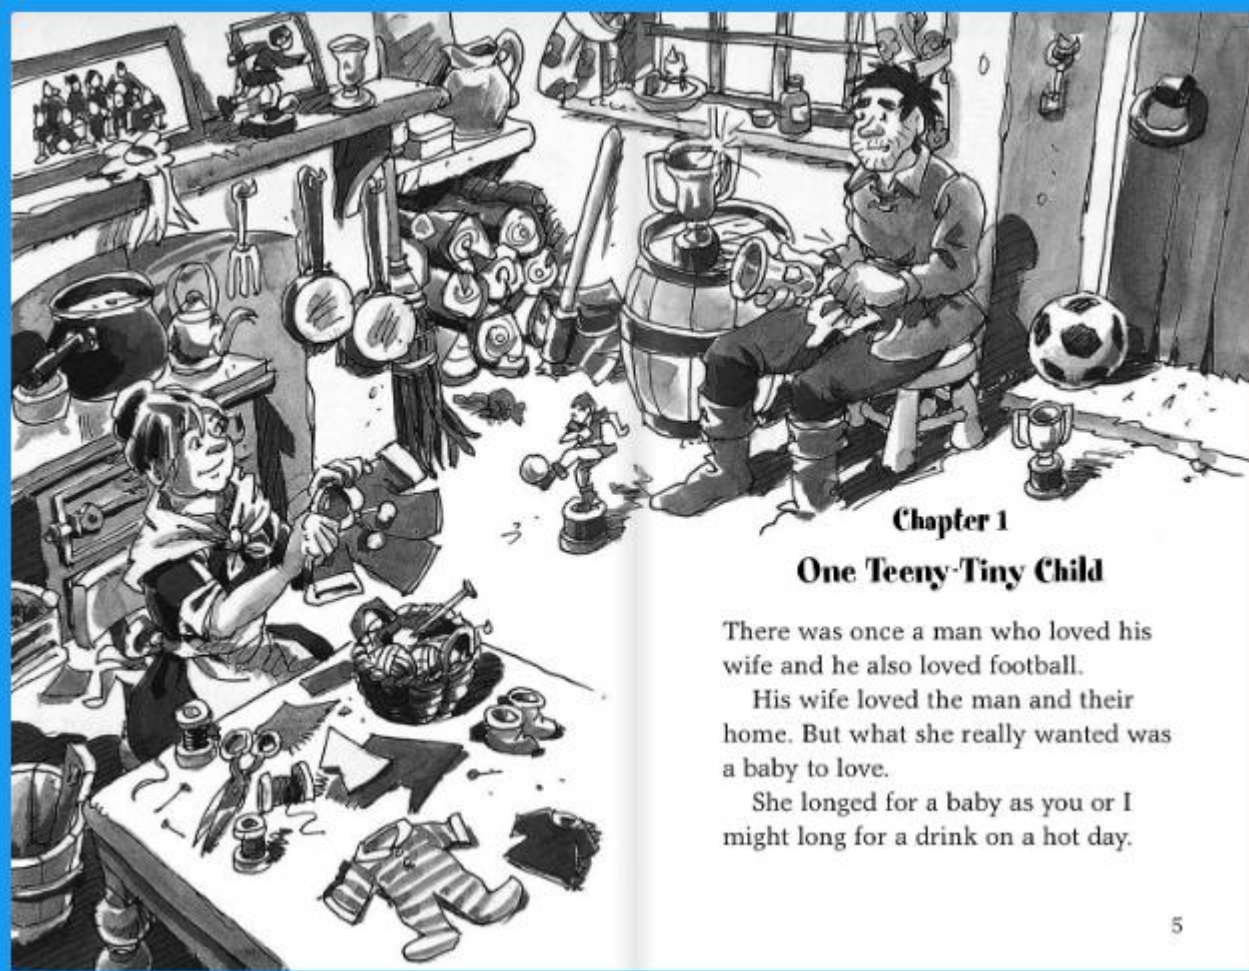 Chapter 1
One Teeny-Tiny Child
There was once a man who loved his
wife and he also loved football.
His wife loved the man and their
home. But what she really wanted was
a baby to love.
She longed for a baby as you or I
might long for a drink on a hot day.
5